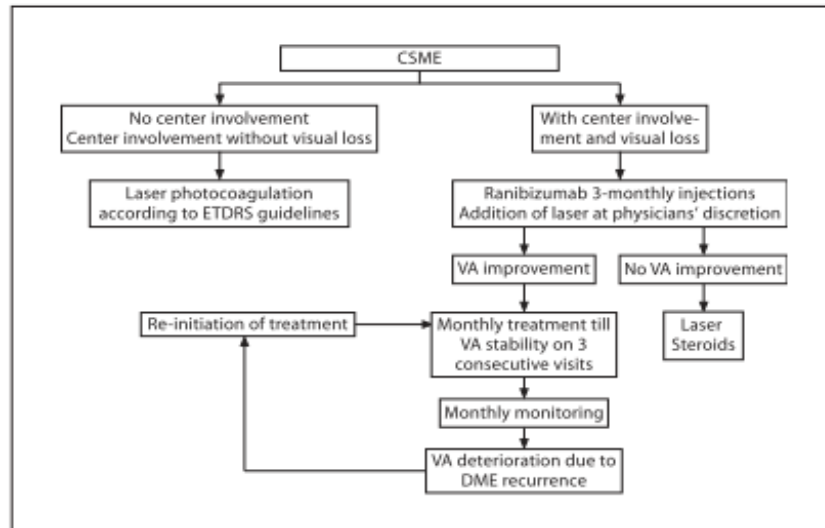 CSME
No center involvement
Center involvement without visual loss
With center involve-
ment and visual loss
Laser photocoagulation
according to ETDRS guidelines
Ranibizumab 3-monthly injections
Addition of laser at physicians' discretion
VA improvement
No VA improvement
Re-initiation of treatment
Monthly treatment till
VA stability on 3
consecutive visits
Laser
Steroids
Monthly monitoring
VA deterioration due to
DME recurrence